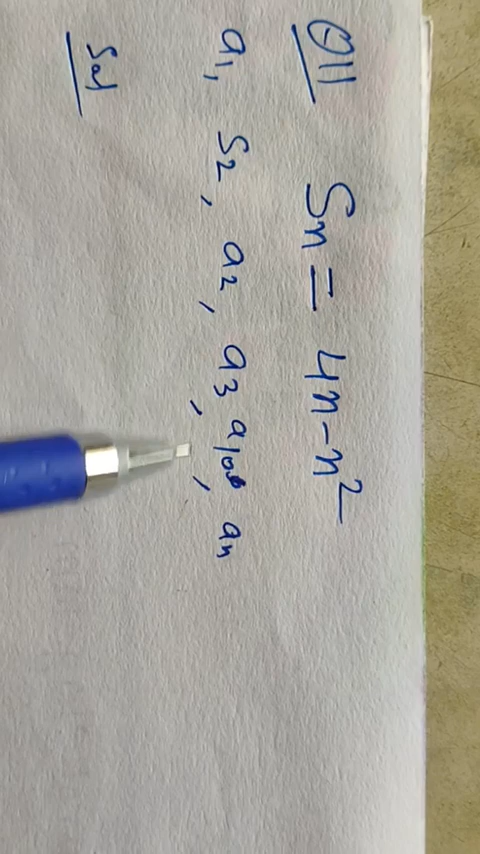 Q11 Sn = 4n-n²
a1, S2, a2, a3, a10, an
Sol